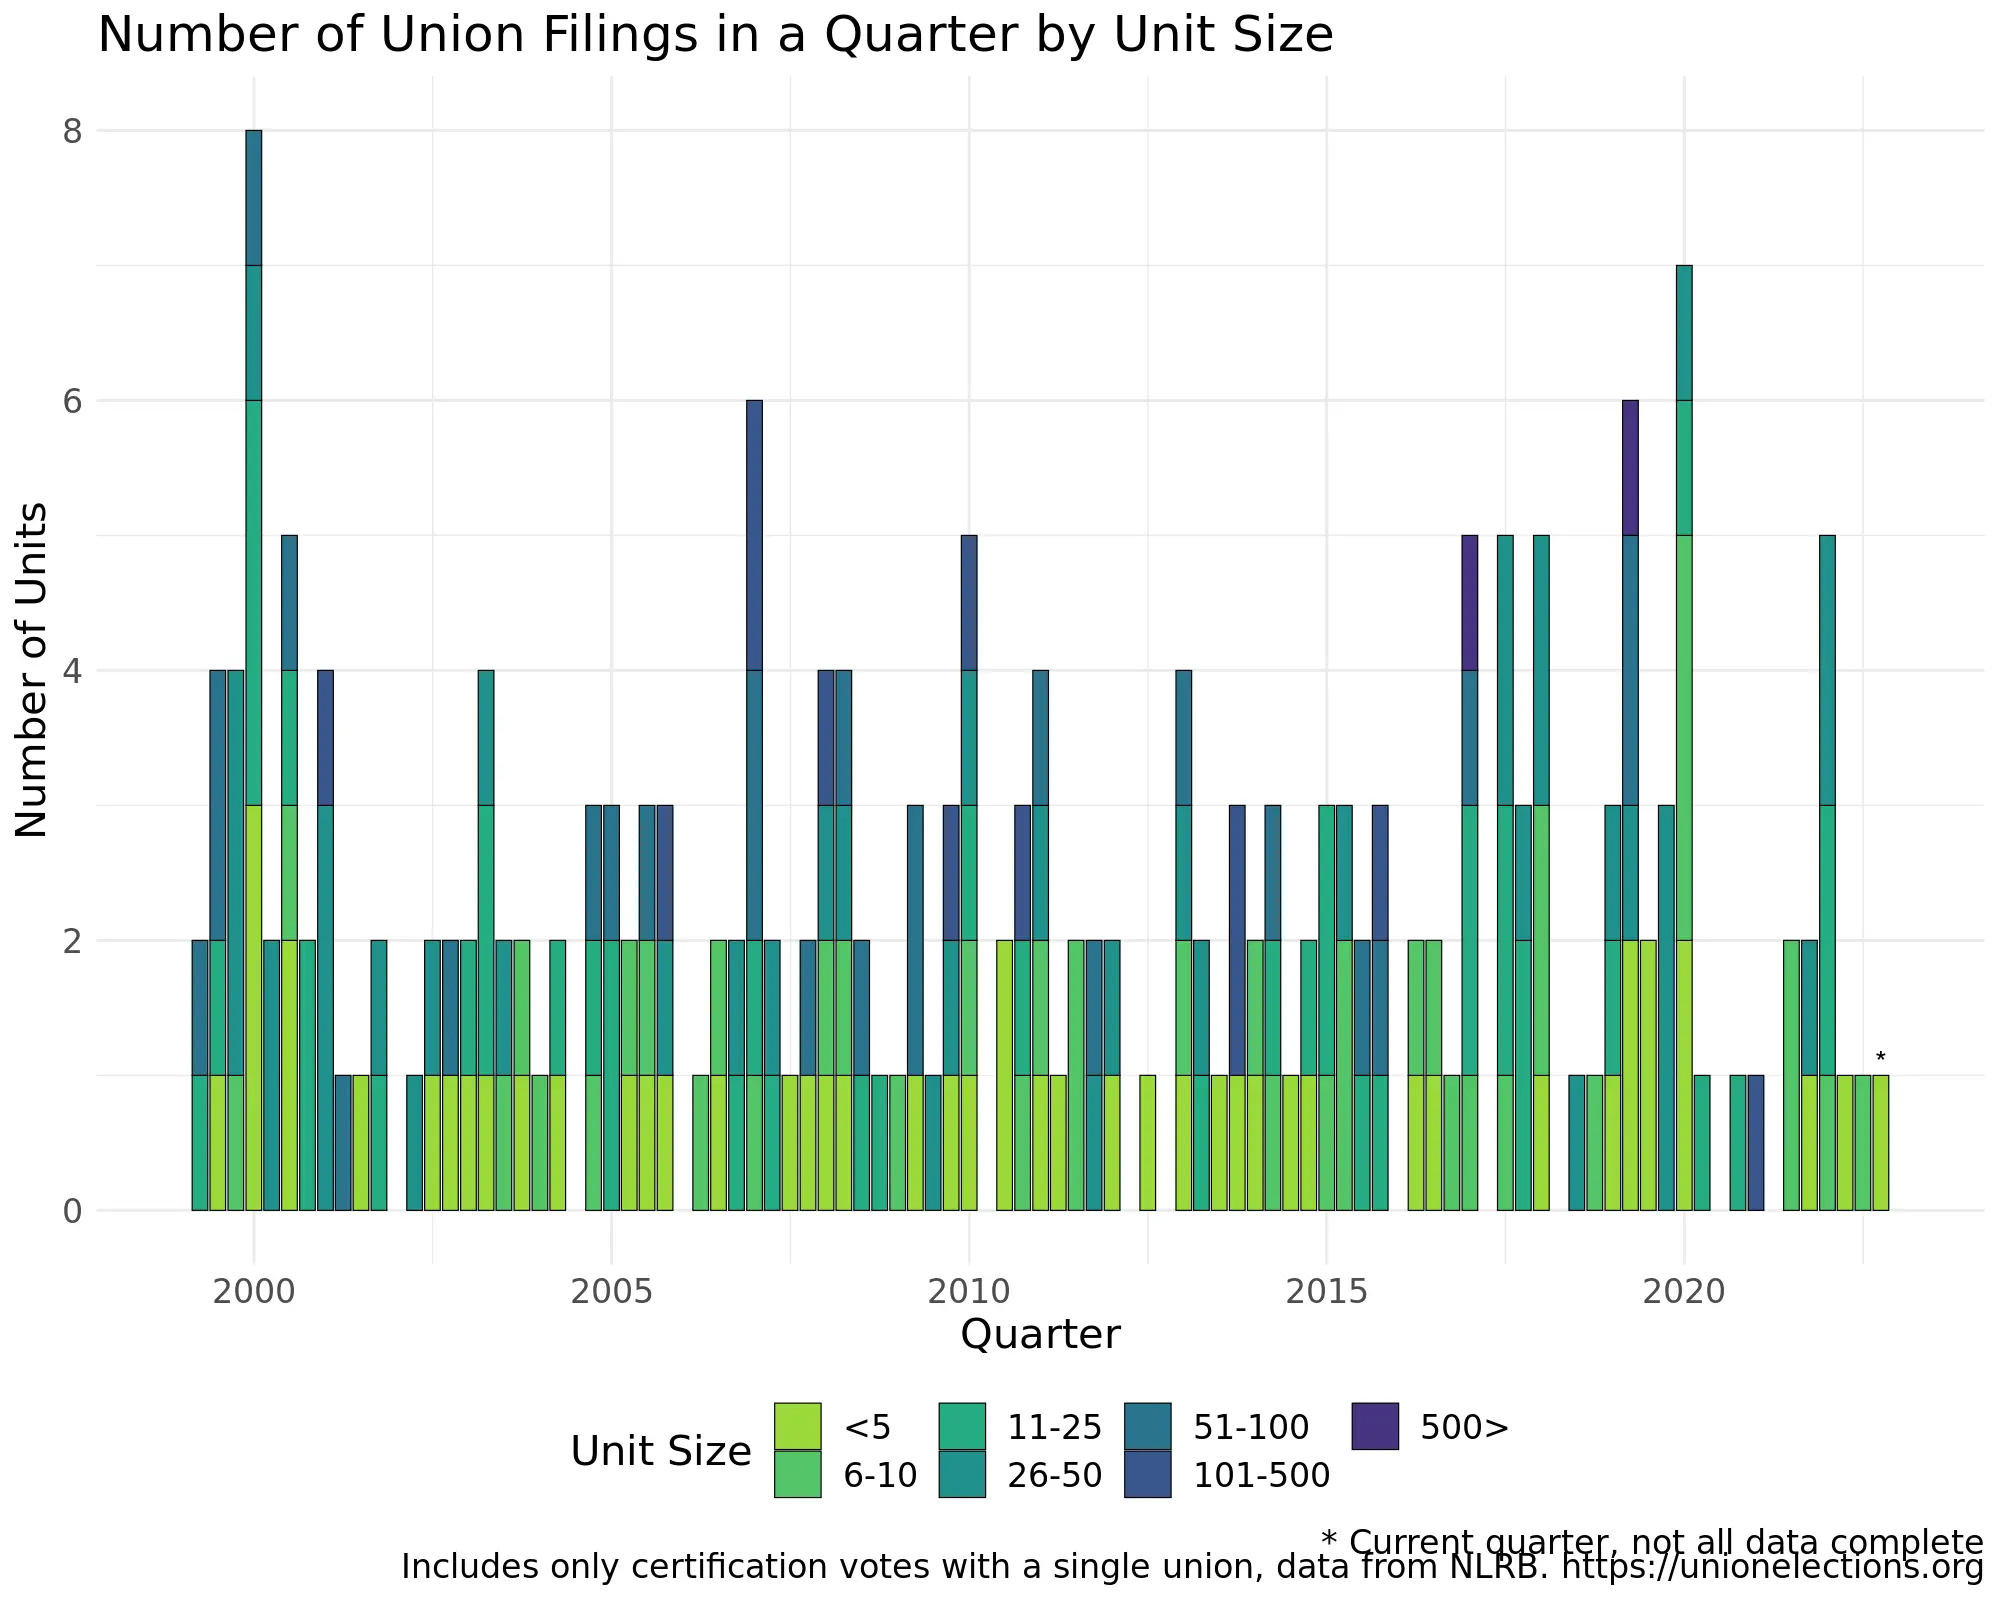 Number of Union Filings in a Quarter by Unit Size
Number of Units
8
6
4
2
0
*
2000 2005 2010 2015 2020
Quarter
Unit Size
<5 11-25 51-100 500>
6-10 26-50 101-500
* Current quarter, not all data complete
Includes only certification votes with a single union, data from NLRB. https://unionelections.org